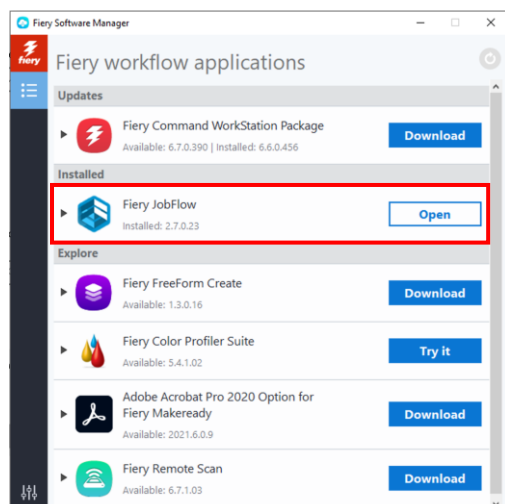 Fiery Software Manager
fiery
Fiery workflow applications
Updates
Fiery Command WorkStation Package
Available: 6.7.0.390 | Installed: 6.6.0.456
Download
Installed
Fiery JobFlow
Installed: 2.7.0.23
Open
Explore
Fiery FreeForm Create
Available: 1.3.0.16
Download
Fiery Color Profiler Suite
Available: 5.4.1.02
Try it
Adobe Acrobat Pro 2020 Option for
Fiery Makeready
Available: 2021.6.0.9
Download
Fiery Remote Scan
Available: 6.7.1.03
Download